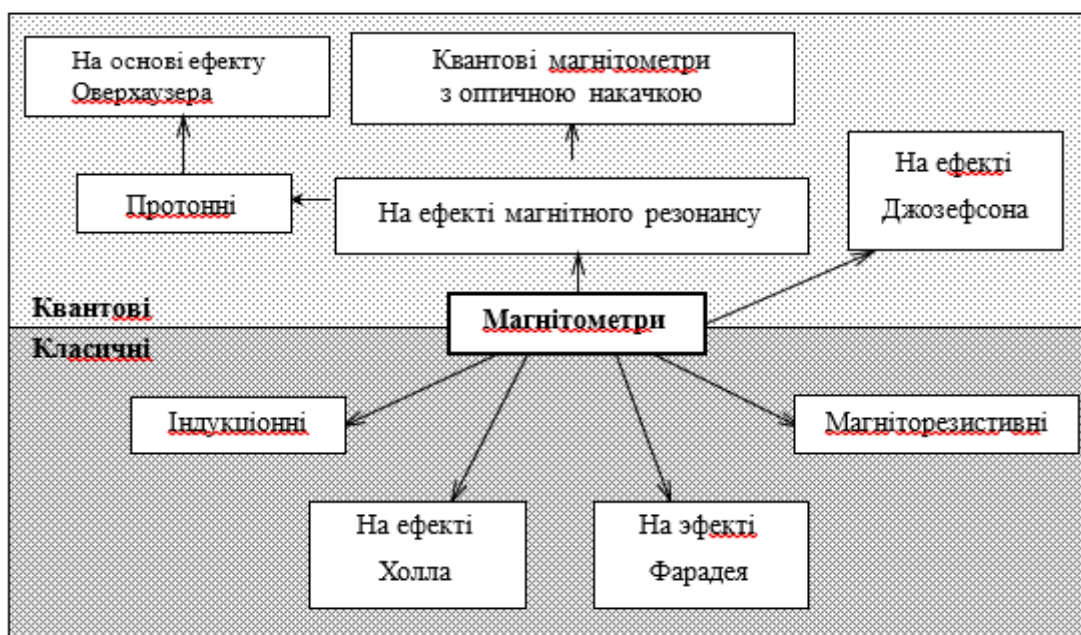 На основі ефекту
Оверхаузера
Квантові магнітометри
з оптичною накачкою
На ефекті
Джозефсона
Протонні
На ефекті магнітного резонансу
Квантові
Магнітометри
Класичні
Індукціонні
Магніторезистивні
На ефекті
Холла
На эфекті
Фарадея